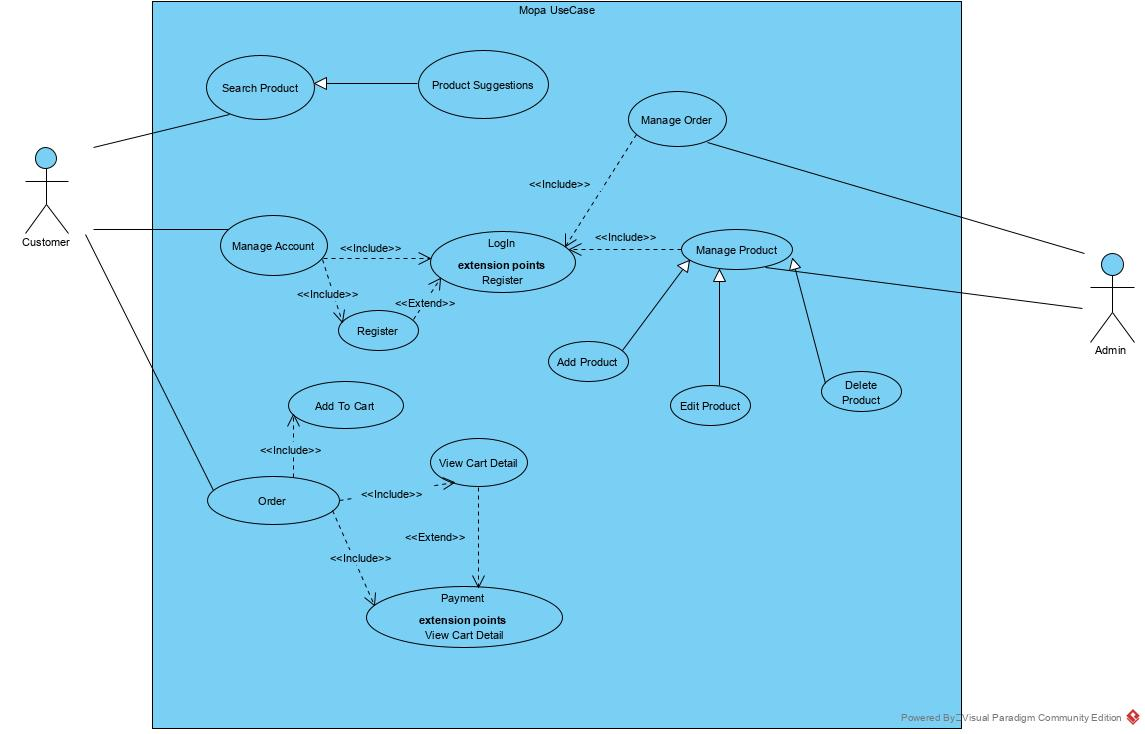 Mopa UseCase
Search Product
Product Suggestions
Manage Order
<<Include>>
Customer
Manage Account
<<Include>>
LogIn
extension points
Register
<<Include>>
Manage Product
<<Include>>
<<Extend>>
Register
Admin
Add Product
Edit Product
Delete
Product
Add To Cart
<<Include>>
View Cart Detail
Order
<<Include>>
<<Extend>>
<<Include>>
Payment
extension points
View Cart Detail
Powered By Visual Paradigm Community Edition